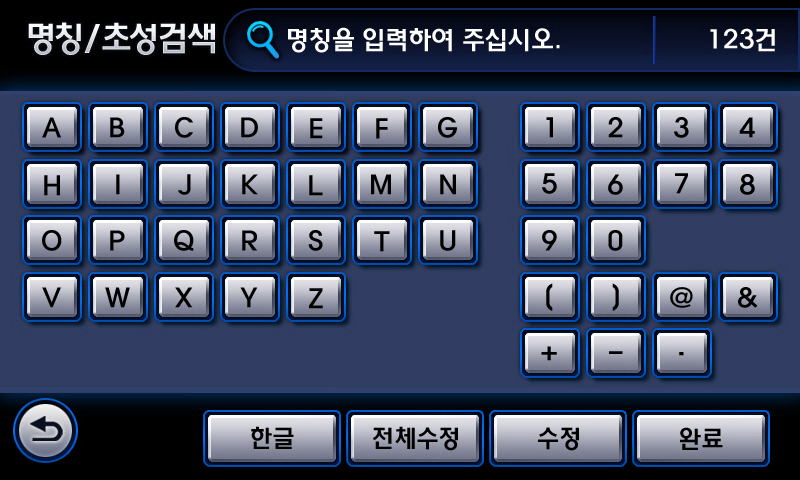 명칭/초성검색 명칭을 입력하여 주십시오. 123건
A B C D E F G 1 2 3 4
H I J K L M N 5 6 7 8
O P Q R S T U 9 0
V W X Y Z ( ) @ &
+ - .
한글 전체수정 수정 완료